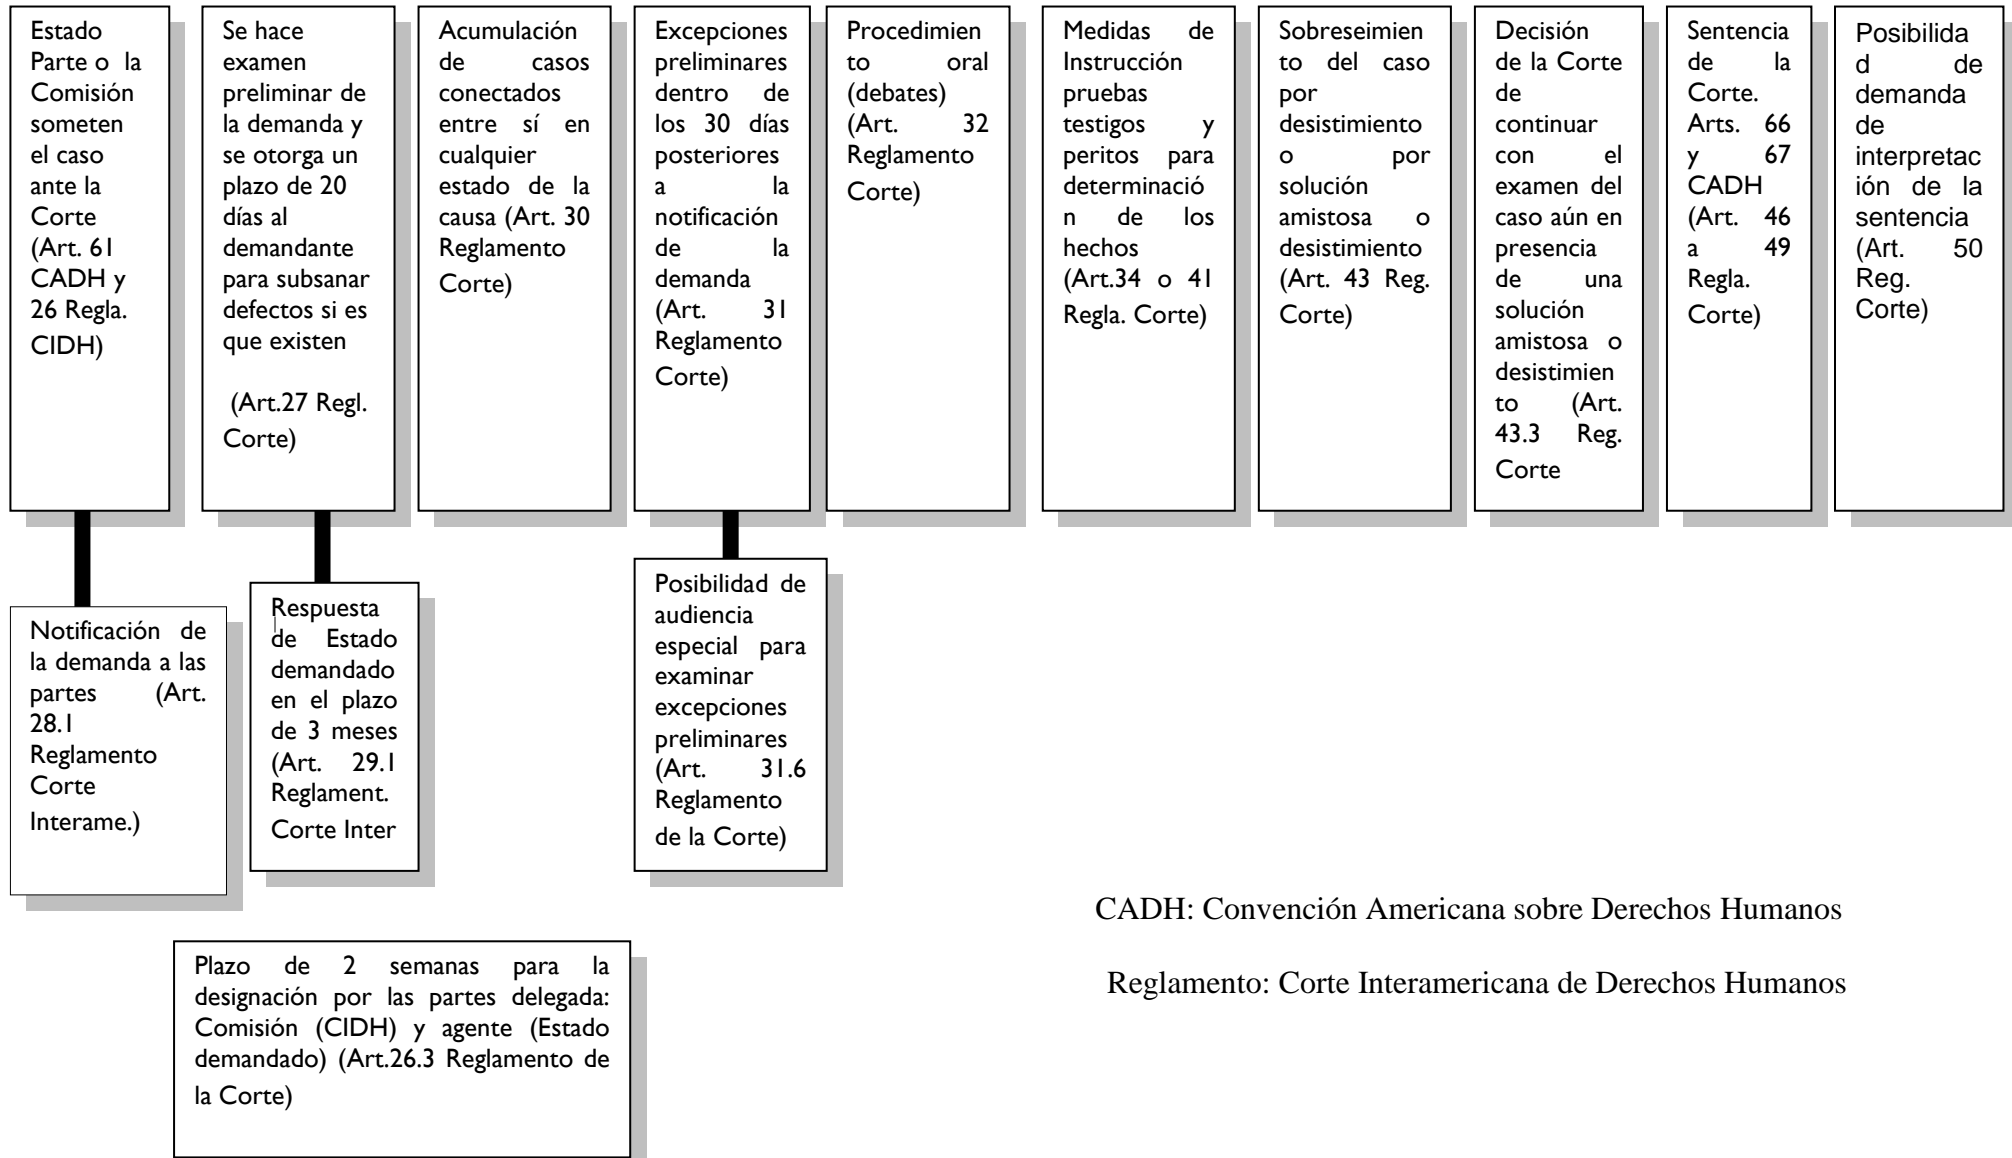 Estado
Parte o la
Comisión
someten
el caso
ante la
Corte
(Art. 61
CADH y
26 Regla.
CIDH)
Se hace
examen
preliminar de
la demanda y
se otorga un
plazo de 20
días al
demandante
para subsanar
defectos si es
que existen
(Art.27 Regl.
Corte)
Acumulación
de casos
conectados
entre sí en
cualquier
estado de la
causa (Art. 30
Reglamento
Corte)
Excepciones
preliminares
dentro de
los 30 días
posteriores
a la
notificación
de la
demanda
(Art. 31
Reglamento
Corte)
Procedimien
to oral
(debates)
(Art. 32
Reglamento
Corte)
Medidas de
Instrucción
pruebas
testigos y
peritos para
determinació
n de los
hechos
(Art.34 o 41
Regla. Corte)
Sobreseimien
to del caso
por
desistimiento
o por
solución
amistosa o
desistimiento
(Art. 43 Reg.
Corte)
Decisión
de la Corte
de
continuar
con el
examen del
caso aún en
presencia
de una
solución
amistosa o
desistimien
to (Art.
43.3 Reg.
Corte
Sentencia
de la
Corte.
Arts. 66
y 67
CADH
(Art. 46
a 49
Regla.
Corte)
Posibilida
d de
demanda
de
interpretac
ión de la
sentencia
(Art. 50
Reg.
Corte)
Notificación de
la demanda a las
partes (Art.
28.1
Reglamento
Corte
Interame.)
Respuesta
de Estado
demandado
en el plazo
de 3 meses
(Art. 29.1
Reglament.
Corte Inter
Posibilidad de
audiencia
especial para
examinar
excepciones
preliminares
(Art. 31.6
Reglamento
de la Corte)
Plazo de 2 semanas para la
designación por las partes delegada:
Comisión (CIDH) y agente (Estado
demandado) (Art.26.3 Reglamento de
la Corte)
CADH: Convención Americana sobre Derechos Humanos
Reglamento: Corte Interamericana de Derechos Humanos